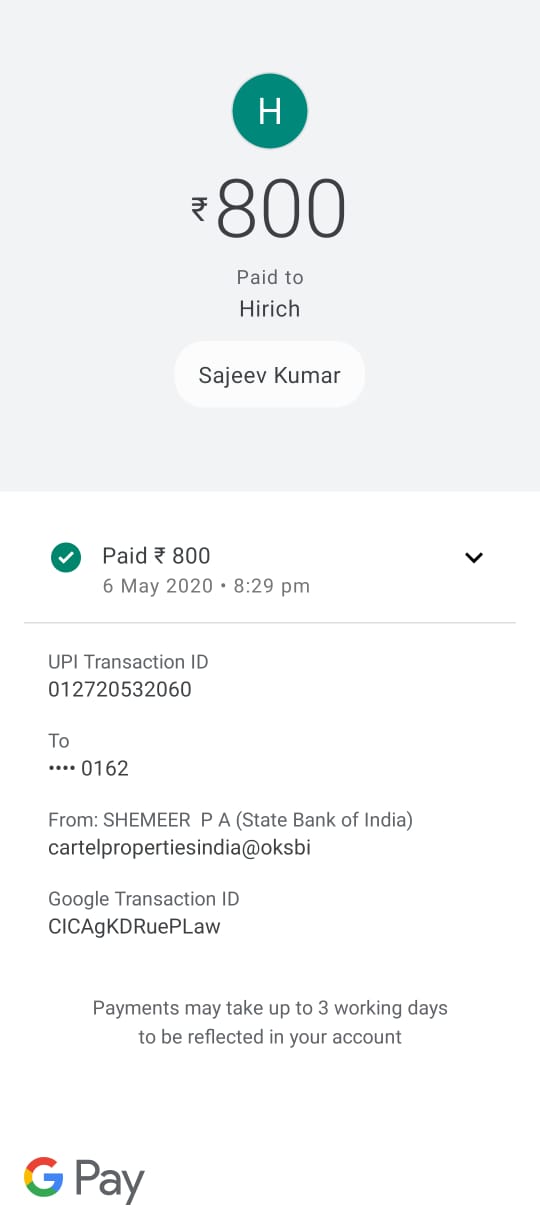 H
₹800
Paid to
Hirich
Sajeev Kumar
Paid ₹ 800
6 May 2020 • 8:29 pm
UPI Transaction ID
012720532060
To
•••• 0162
From: SHEMEER  P A (State Bank of India)
cartelpropertiesindia@oksbi
Google Transaction ID
CICAgKDRuePLaw
Payments may take up to 3 working days
to be reflected in your account
G Pay